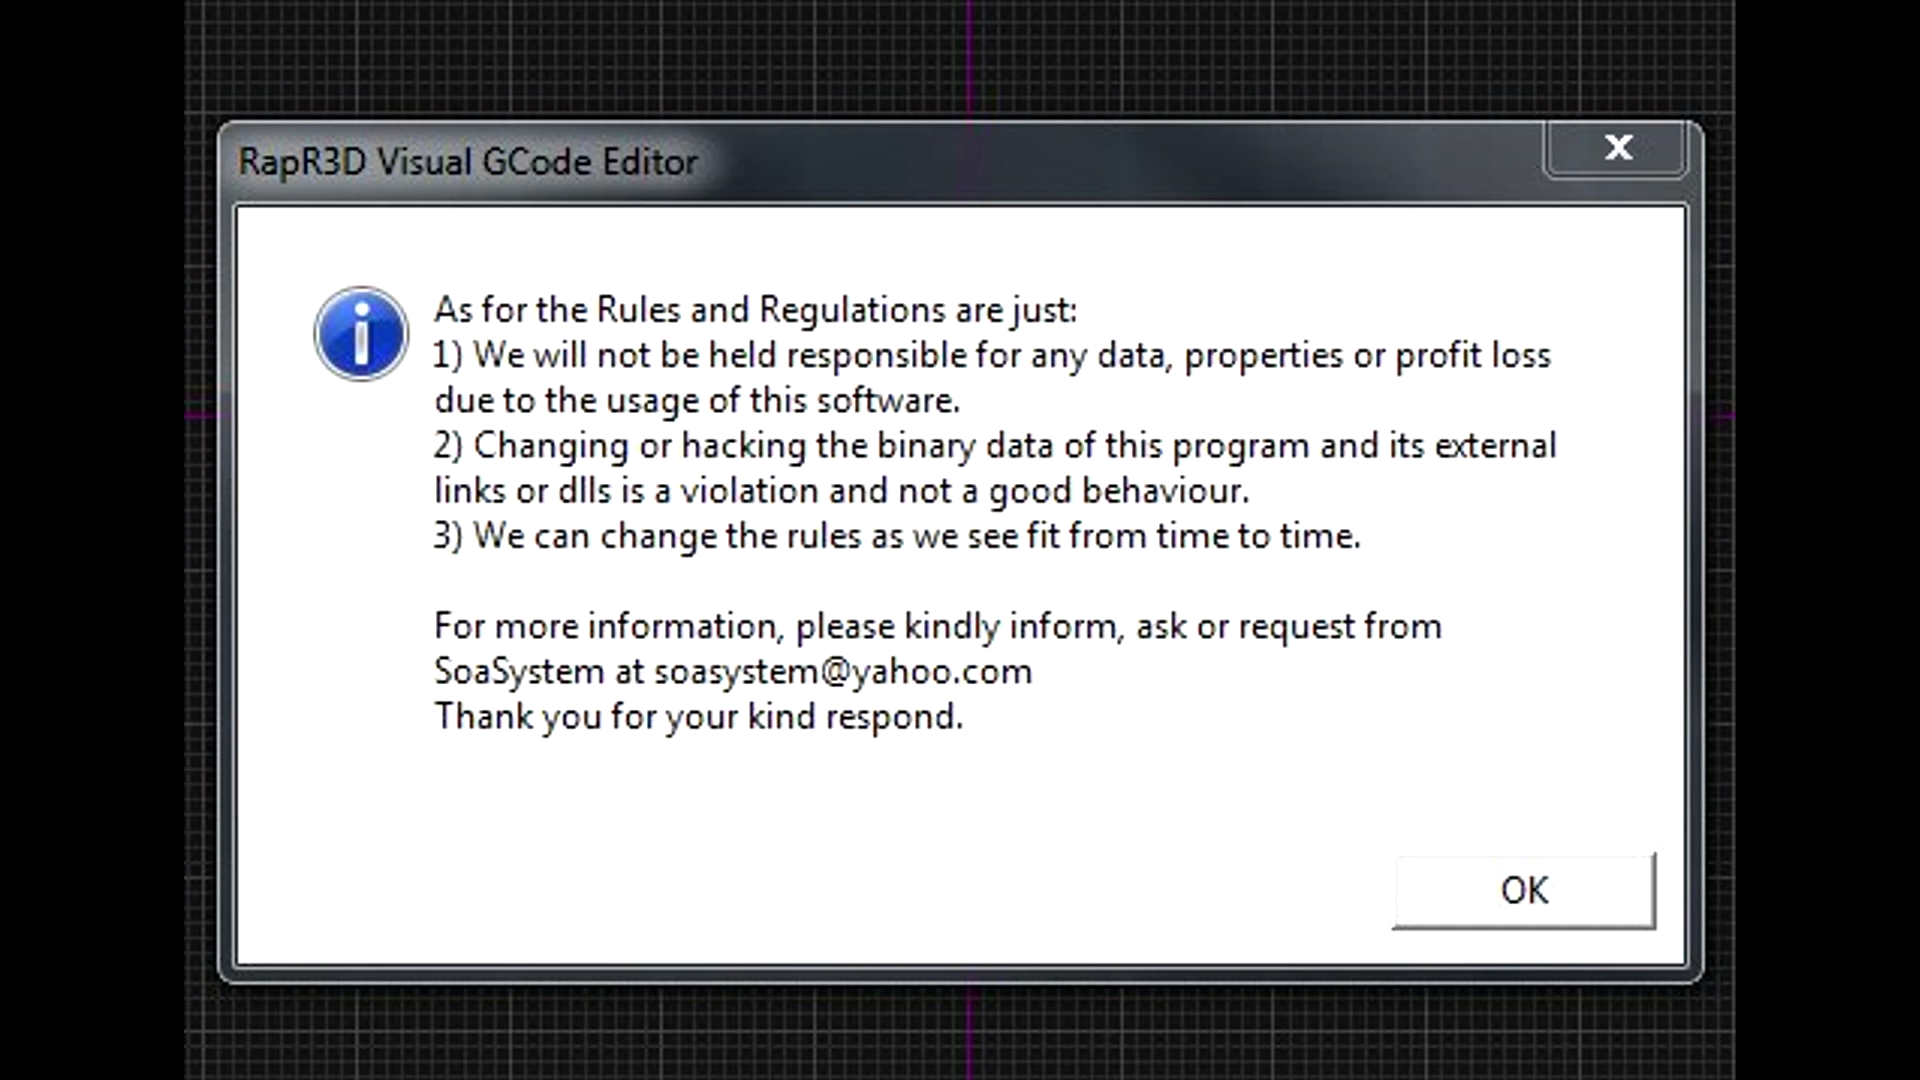 RapR3D Visual GCode Editor
X
i
As for the Rules and Regulations are just:
1) We will not be held responsible for any data, properties or profit loss
due to the usage of this software.
2) Changing or hacking the binary data of this program and its external
links or dlls is a violation and not a good behaviour.
3) We can change the rules as we see fit from time to time.
For more information, please kindly inform, ask or request from
SoaSystem at soasystem@yahoo.com
Thank you for your kind respond.
OK